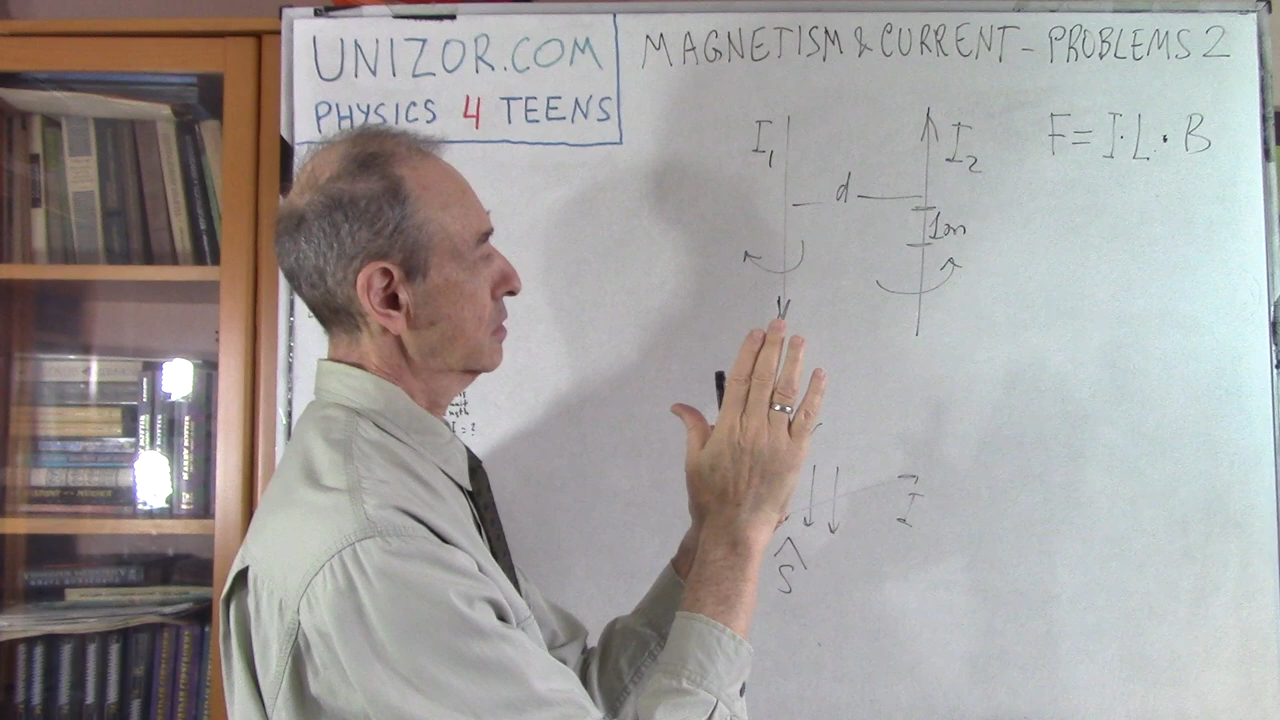 UNIZOR.COM
PHYSICS 4 TEENS
MAGNETISM & CURRENT - PROBLEMS 2
I₁
d
I₂
1m
F = I · L · B
I = ?
I
S